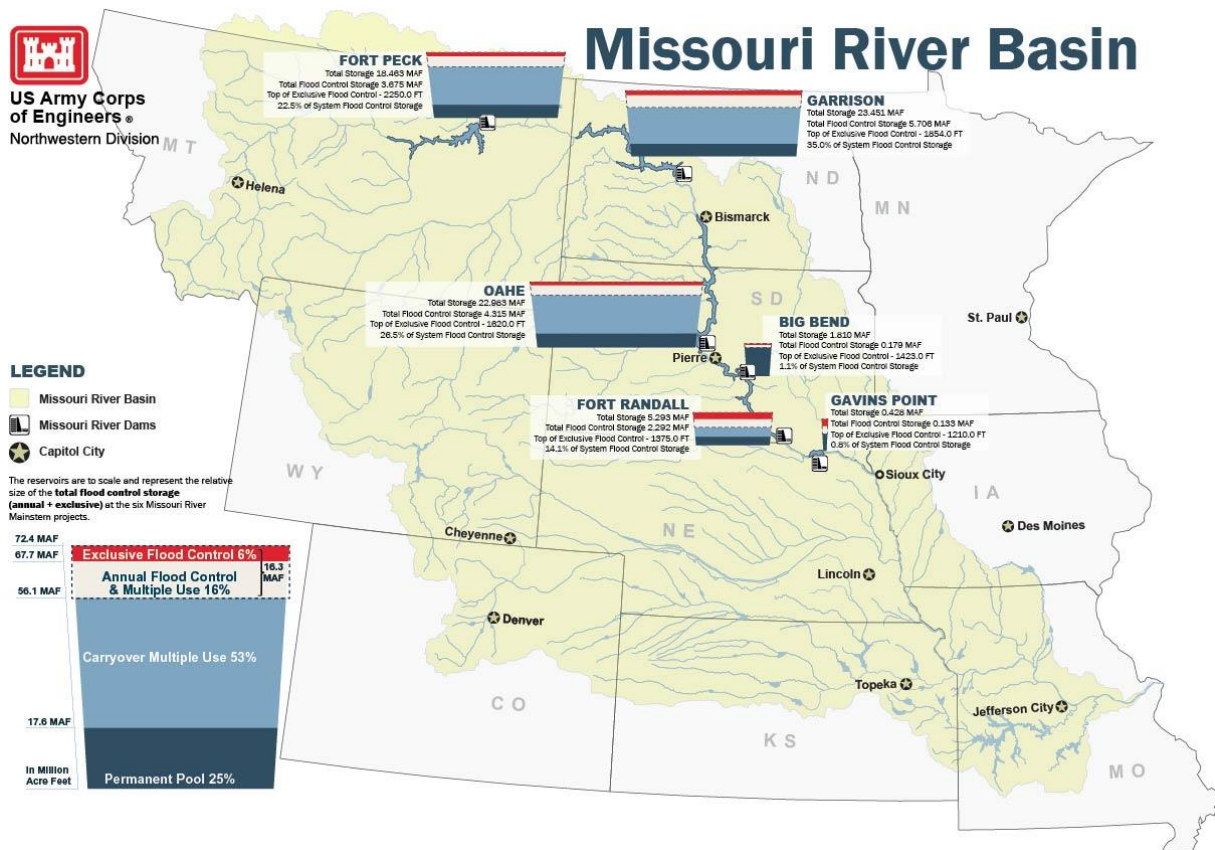 Missouri River Basin
US Army Corps
of Engineers ®
Northwestern Division
FORT PECK
Total Storage 18.463 MAF
Total Flood Control Storage 3.675 MAF
Top of Exclusive Flood Control - 2250.0 FT
22.5% of System Flood Control Storage
GARRISON
Total Storage 23.451 MAF
Total Flood Control Storage 5.706 MAF
Top of Exclusive Flood Control - 1854.0 FT
35.0% of System Flood Control Storage
MT
ND
MN
Helena
Bismarck
OAHE
Total Storage 22.983 MAF
Total Flood Control Storage 4.315 MAF
Top of Exclusive Flood Control - 1620.0 FT
26.5% of System Flood Control Storage
SD
St. Paul
BIG BEND
Total Storage 1.810 MAF
Total Flood Control Storage 0.179 MAF
Top of Exclusive Flood Control - 1423.0 FT
1.1% of System Flood Control Storage
Pierre
FORT RANDALL
Total Storage 5.293 MAF
Total Flood Control Storage 2.292 MAF
Top of Exclusive Flood Control - 1375.0 FT
14.1% of System Flood Control Storage
GAVINS POINT
Total Storage 0.428 MAF
Total Flood Control Storage 0.133 MAF
Top of Exclusive Flood Control - 1210.0 FT
0.8% of System Flood Control Storage
LEGEND
Missouri River Basin
Missouri River Dams
Capitol City
The reservoirs are to scale and represent the relative
size of the total flood control storage
(annual + exclusive) at the six Missouri River
Mainstem projects.
WY
Sioux City
IA
NE
Cheyenne
Des Moines
Lincoln
Denver
Topeka
Jefferson City
CO
KS
MO
72.4 MAF
67.7 MAF
56.1 MAF
17.6 MAF
In Million
Acre Feet
Exclusive Flood Control 6%
16.3
MAF
Annual Flood Control
& Multiple Use 16%
Carryover Multiple Use 53%
Permanent Pool 25%